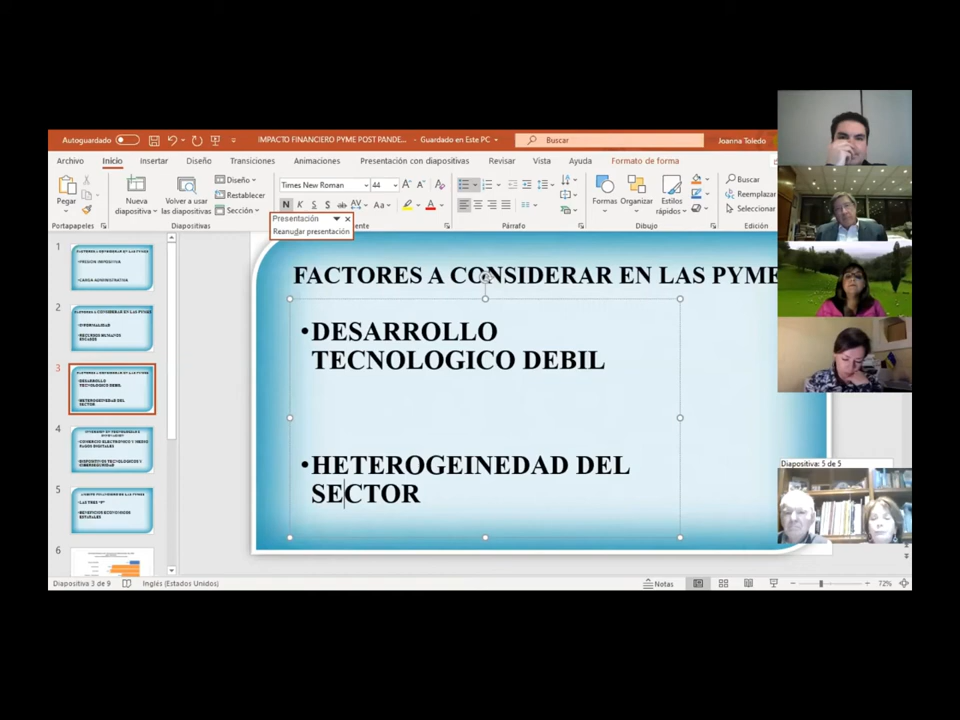 Autoguardado
IMPACTO FINANCIERO PYME POST PANDE... - Guardado en Este PC
Buscar
Joanna Toledo
Archivo Inicio Insertar Diseño Transiciones Animaciones Presentación con diapositivas Revisar Vista Ayuda Formato de forma
Pegar
Portapapeles
Nueva diapositiva
Volver a usar las diapositivas
Diseño
Restablecer
Sección
Diapositivas
Times New Roman 44
N K S S ab AV Aa
Presentación
Reanudar presentación
Párrafo
Formas
Organizar
Estilos rápidos
Dibujo
Buscar
Reemplazar
Seleccionar
1
2
3
4
5
6
FACTORES A CONSIDERAR EN LAS PYME
•DESARROLLO
TECNOLOGICO DEBIL
•HETEROGEINEDAD DEL
SECTOR
Diapositiva: 5 de 5
Diapositiva 3 de 9
Inglés (Estados Unidos)
Notas
72%